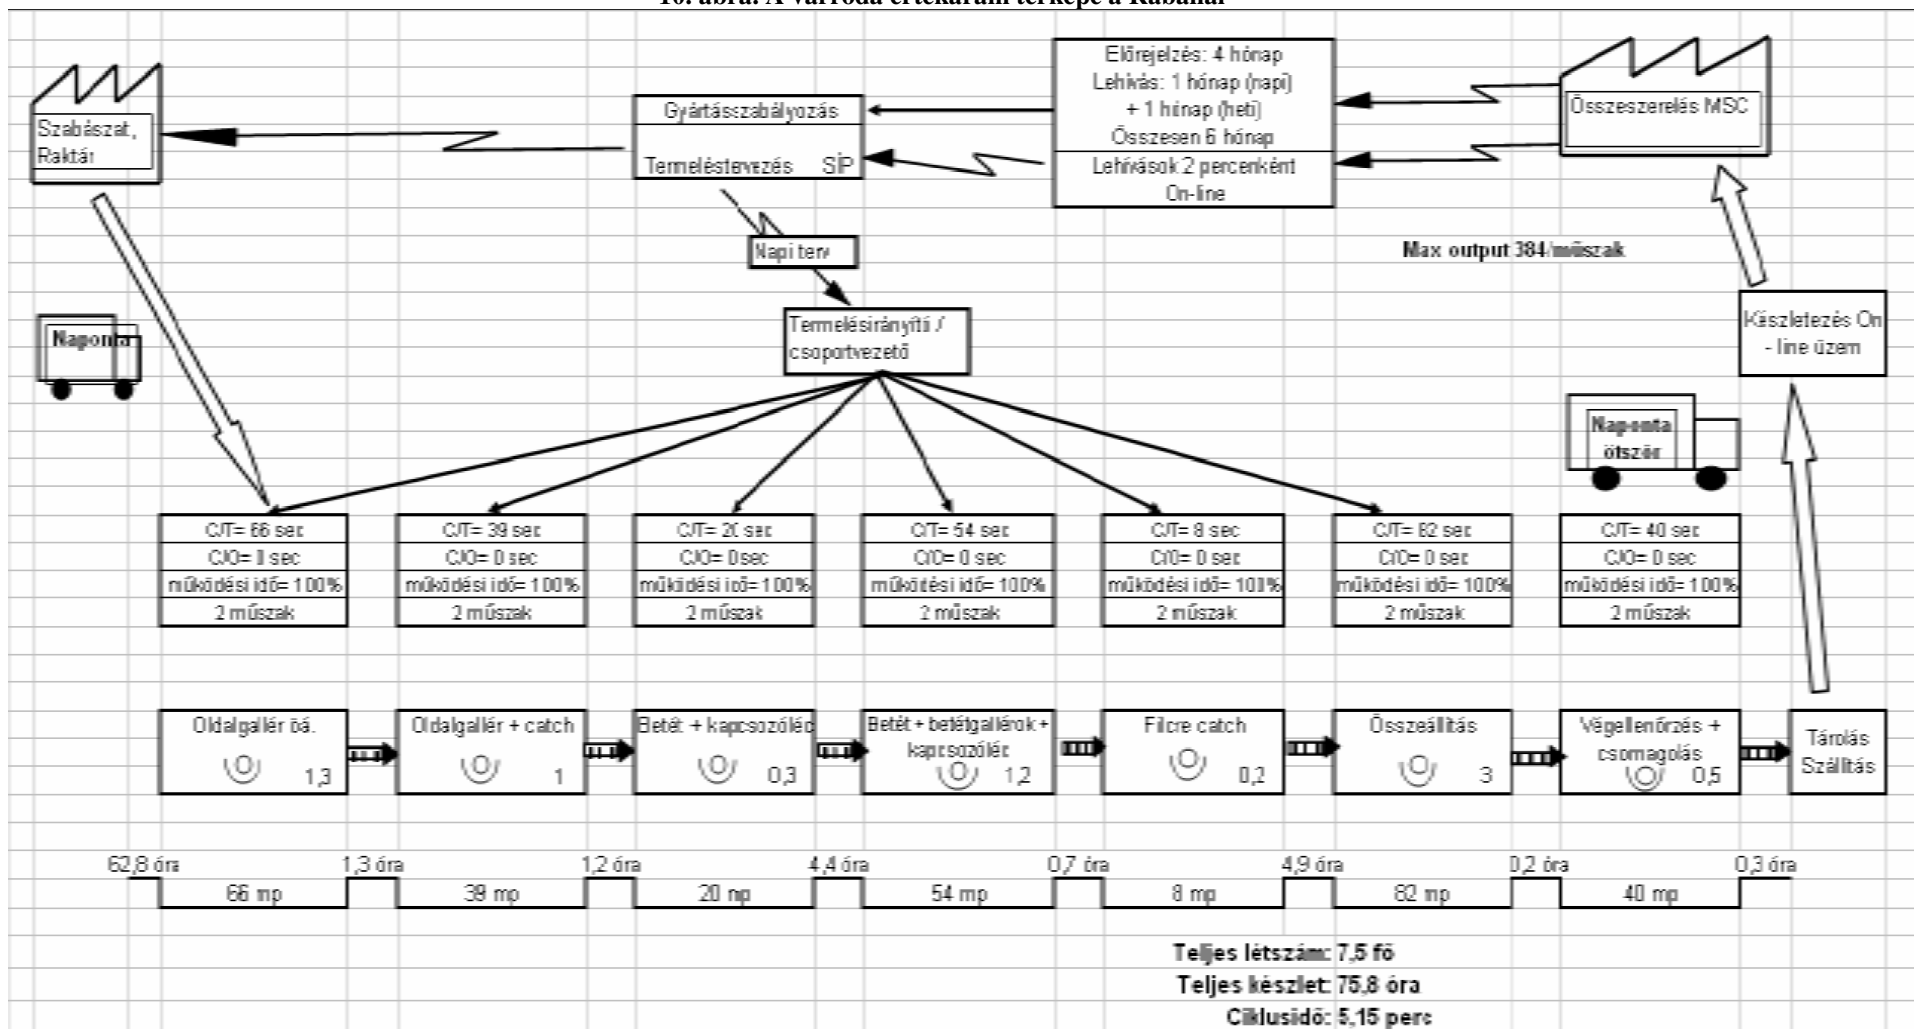 10. ábra: A varroda értékáram térképe a Rábánál
Előrejelzés: 4 hónap
Lehívás: 1 hónap (napi)
+ 1 hónap (heti)
Összesen 6 hónap
Lehívások 2 percenként
On-line
Összeszerelés MSC
Gyártásszabályozás
Termeléstervezés
Szabászat,
Raktár
Napi terv
Max output 384/műszak
Termelésirányító /
csoportvezető
Készletezés On
- line üzem
Naponta
Naponta
ötször
C/T= 66 sec
C/O= 0 sec
működési idő= 100%
2 műszak
C/T= 39 sec
C/O= 0 sec
működési idő= 100%
2 műszak
C/T= 20 sec
C/O= 0 sec
működési idő= 100%
2 műszak
C/T= 54 sec
C/O= 0 sec
működési idő= 100%
2 műszak
C/T= 8 sec
C/O= 0 sec
működési idő= 100%
2 műszak
C/T= 82 sec
C/O= 0 sec
működési idő= 100%
2 műszak
C/T= 40 sec
C/O= 0 sec
működési idő= 100%
2 műszak
Oldalgallér öá.
1,3
Oldalgallér + catch
1
Betét + kapcsozóléc
0,3
Betét + betétgallérok +
kapcsozóléc
1,2
Filcre catch
0,2
Összeállítás
3
Végellenőrzés +
csomagolás
0,5
Tárolás
Szállítás
62,8 óra 1,3 óra 1,2 óra 4,4 óra 0,7 óra 4,9 óra 0,2 óra 0,3 óra
66 mp 39 mp 20 mp 54 mp 8 mp 82 mp 40 mp
Teljes létszám: 7,5 fő
Teljes készlet: 75,8 óra
Ciklusidő: 5,15 perc